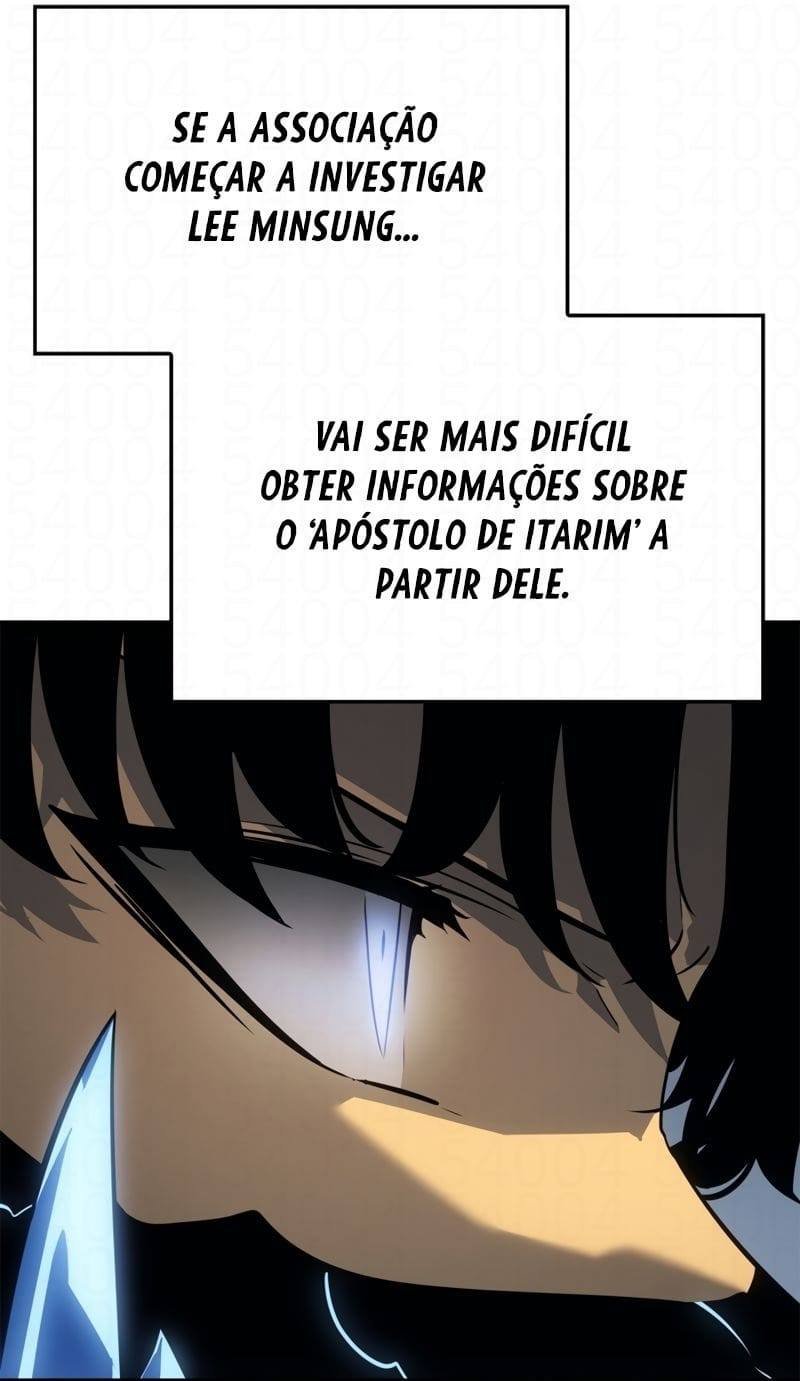 SE A ASSOCIAÇÃO
COMEÇAR A INVESTIGAR
LEE MINSUNG...
VAI SER MAIS DIFÍCIL
OBTER INFORMAÇÕES SOBRE
O ‘APÓSTOLO DE ITARIM’ A
PARTIR DELE.